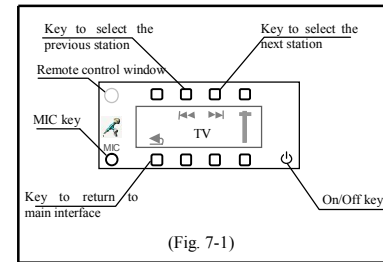 Key to select the
previous station
Key to select the
next station
Remote control window
MIC key
TV
MIC
Key to return to
main interface
On/Off key
(Fig. 7-1)